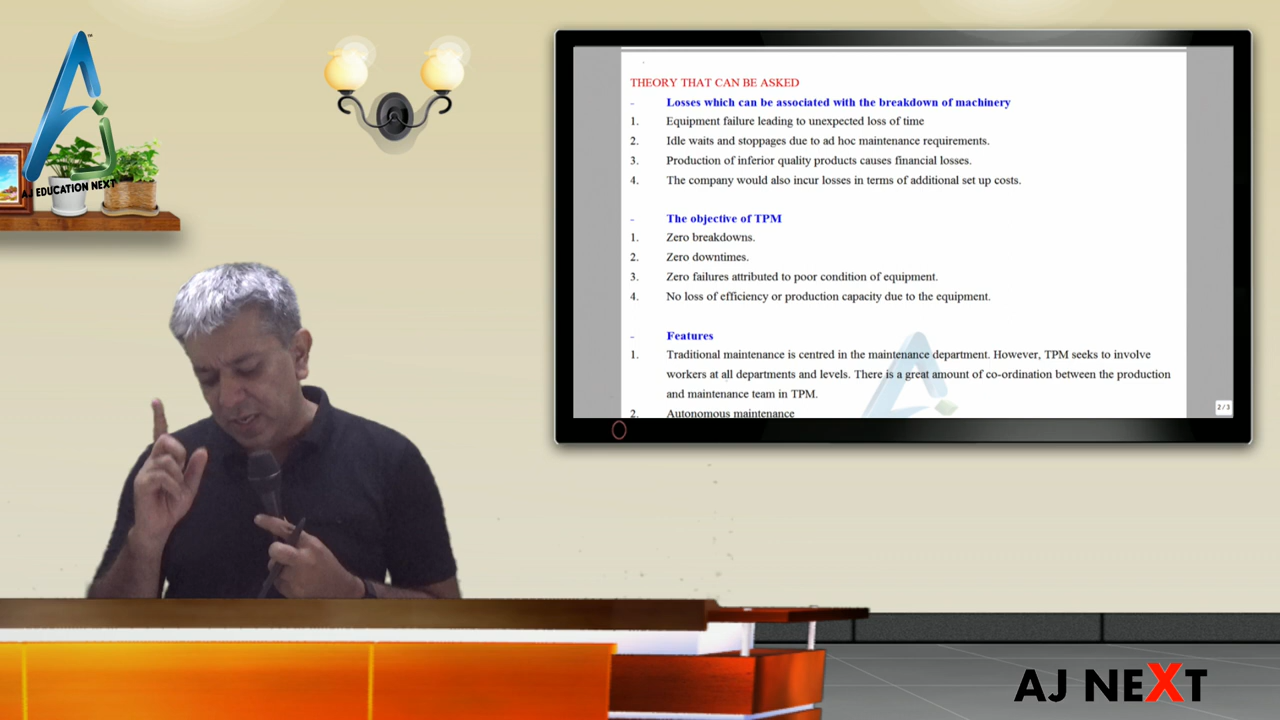 AJ EDUCATION NEXT
THEORY THAT CAN BE ASKED
- Losses which can be associated with the breakdown of machinery
1. Equipment failure leading to unexpected loss of time
2. Idle waits and stoppages due to ad hoc maintenance requirements.
3. Production of inferior quality products causes financial losses.
4. The company would also incur losses in terms of additional set up costs.
- The objective of TPM
1. Zero breakdowns.
2. Zero downtimes.
3. Zero failures attributed to poor condition of equipment.
4. No loss of efficiency or production capacity due to the equipment.
- Features
1. Traditional maintenance is centred in the maintenance department. However, TPM seeks to involve
workers at all departments and levels. There is a great amount of co-ordination between the production
and maintenance team in TPM.
2. Autonomous maintenance
2 / 3
AJ NEXT